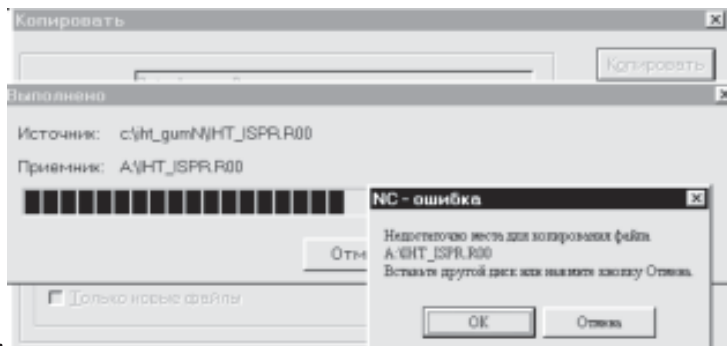 Копировать
Копировать
Выполнено
Источник: c:\iht_gumN\IHT_ISPR.R00
Приемник: A:\IHT_ISPR.R00
NC - ошибка
Недостаточно места для копирования файла
A:\IHT_ISPR.R00
Вставьте другой диск или нажмите кнопку Отмена.
Отм
Только новые файлы
OK
Отмена